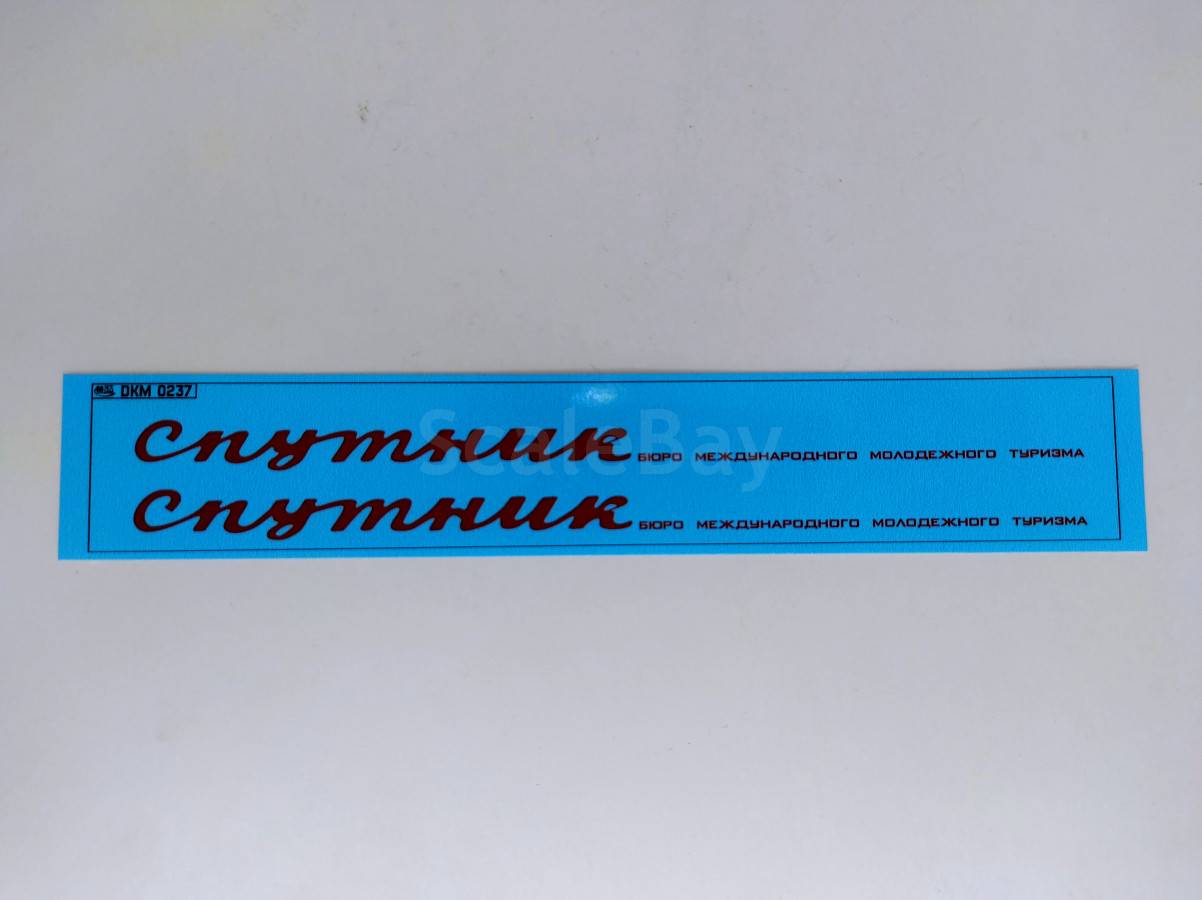 DKM 0237
Спутник БЮРО МЕЖДУНАРОДНОГО МОЛОДЕЖНОГО ТУРИЗМА
Спутник БЮРО МЕЖДУНАРОДНОГО МОЛОДЕЖНОГО ТУРИЗМА
ScaleBay